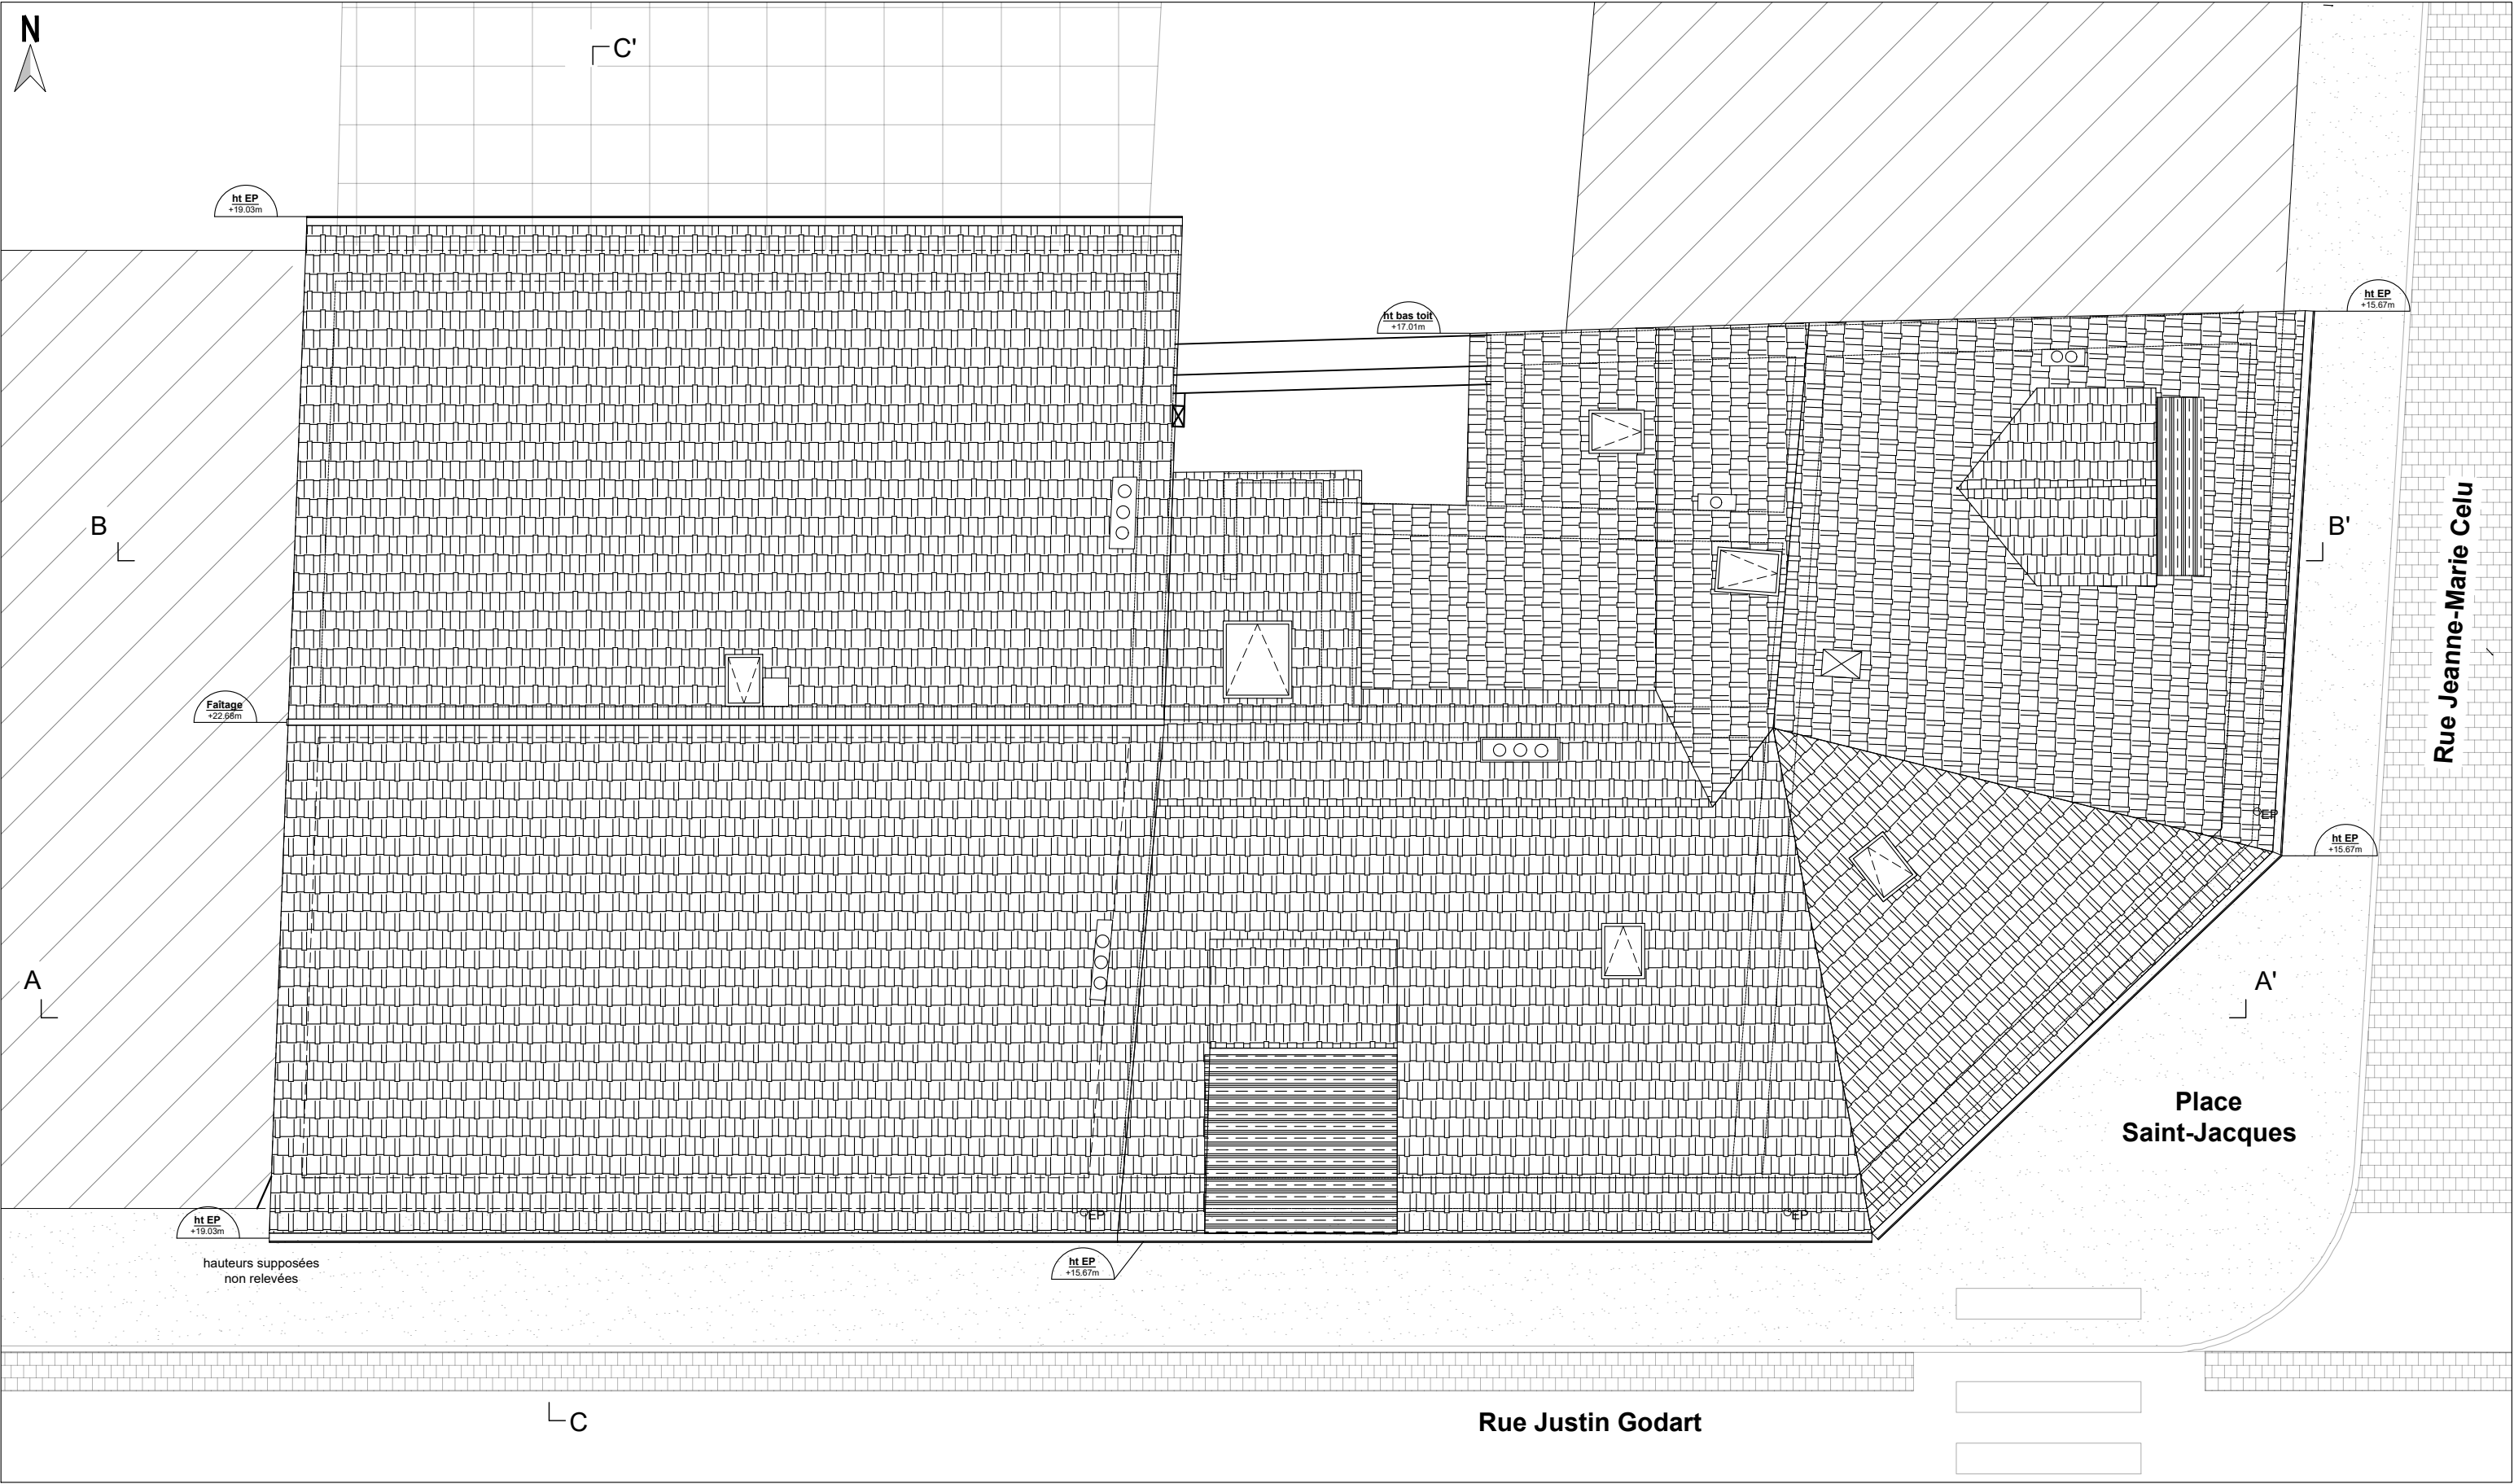 N
C'
ht EP
+19.03m
ht EP
+15.67m
ht bas toit
+17.01m
B
B'
Rue Jeanne-Marie Celu
Faîtage
+22.68m
EP
ht EP
+15.67m
A
A'
Place
Saint-Jacques
ht EP
+19.03m
EP
EP
hauteurs supposées
non relevées
ht EP
+15.67m
C
Rue Justin Godart